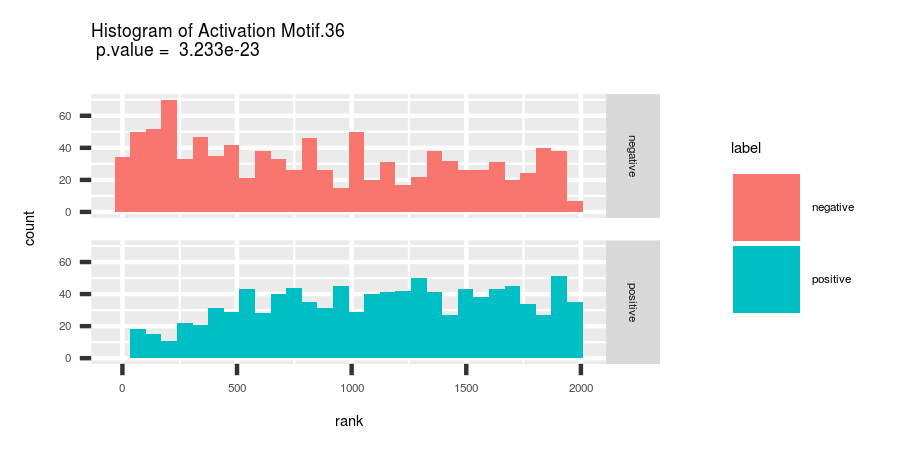 Histogram of Activation Motif.36
p.value =  3.233e-23
count
60
40
20
0
negative
60
40
20
0
positive
0 500 1000 1500 2000
rank
label
negative
positive